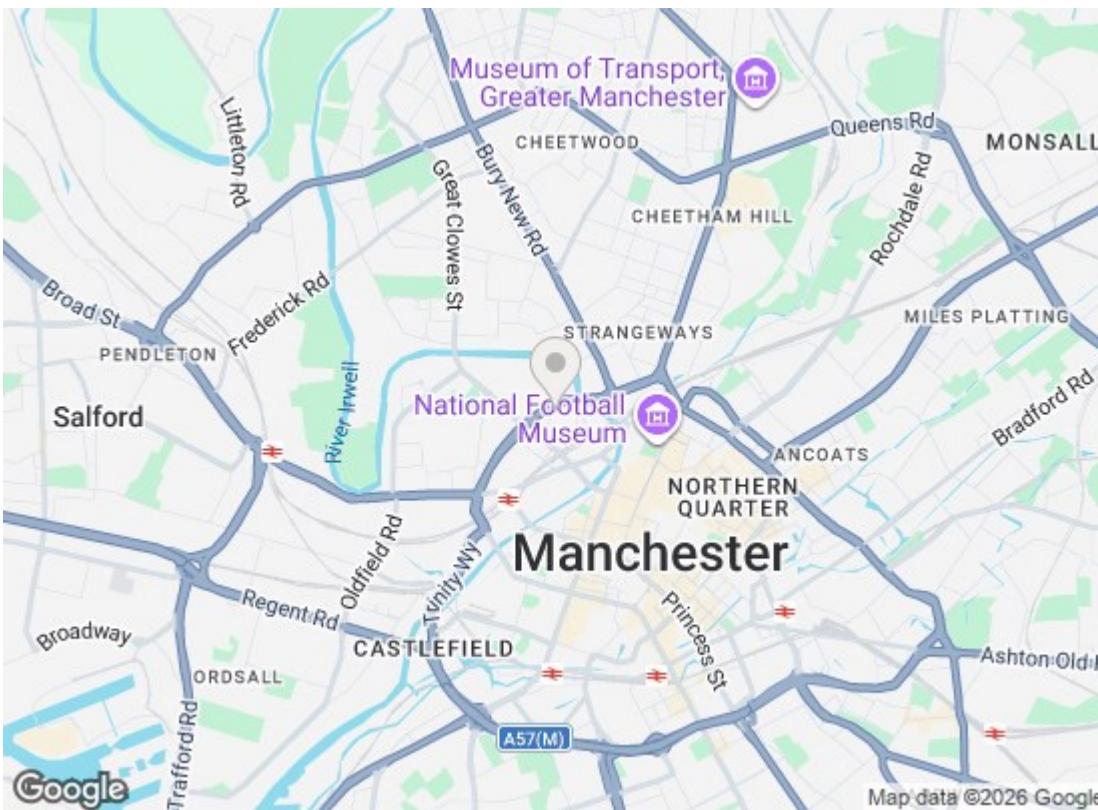 Museum of Transport,
Greater Manchester
Queens Rd
MONSALL
CHEETWOOD
Littleton Rd
Bury New Rd
Great Clowes St
Rochdale Rd
CHEETHAM HILL
Broad St
Frederick Rd
STRANGEWAYS
MILES PLATTING
PENDLETON
River Irwell
Salford
National Football
Museum
Bradford Rd
ANCOATS
NORTHERN
QUARTER
Oldfield Rd
Manchester
Trinity Wy
Regent Rd
Princess St
Broadway
CASTLEFIELD
Ashton Old
ORDSALL
Trafford Rd
A57(M)
Google
Map data ©2026 Google